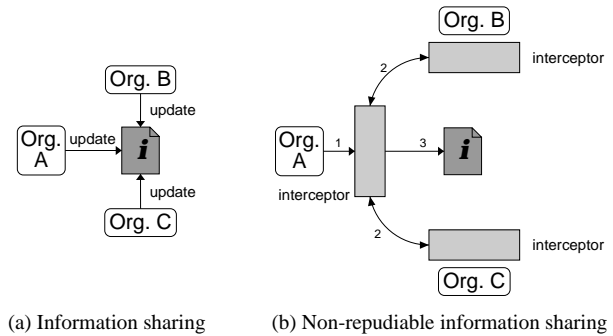 Org. B
update
Org. A
update
i
update
Org. C
(a) Information sharing
Org. B
2
interceptor
Org. A
1
3
i
interceptor
2
interceptor
Org. C
(b) Non-repudiable information sharing